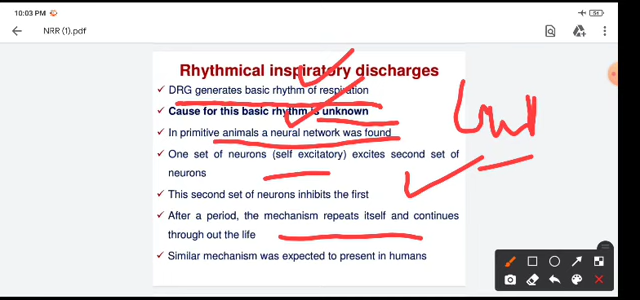 10:03 PM
NRR (1).pdf
Rhythmical inspiratory discharges
DRG generates basic rhythm of respiration
Cause for this basic rhythm is unknown
In primitive animals a neural network was found
One set of neurons (self excitatory) excites second set of
neurons
This second set of neurons inhibits the first
After a period, the mechanism repeats itself and continues
through out the life
Similar mechanism was expected to present in humans